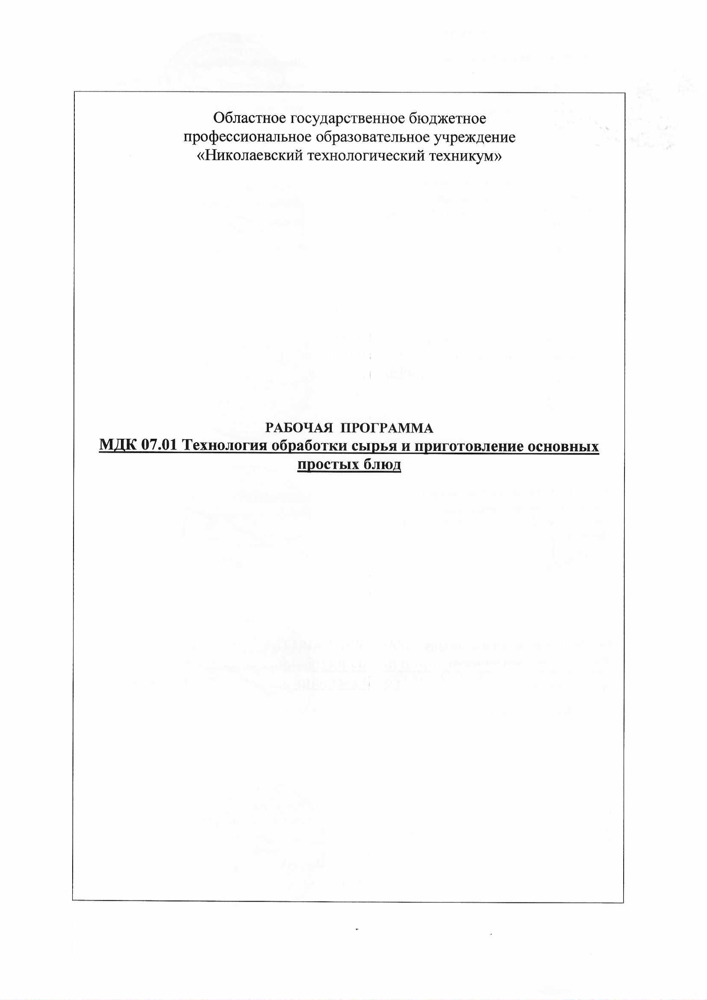 Областное государственное бюджетное
профессиональное образовательное учреждение
«Николаевский технологический техникум»
РАБОЧАЯ ПРОГРАММА
МДК 07.01 Технология обработки сырья и приготовление основных
простых блюд